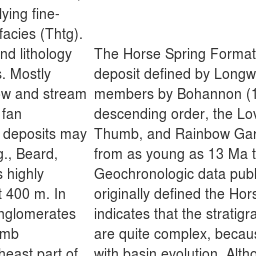 lying fine-
facies (Thtg).
nd lithology
s. Mostly
w and stream
fan
deposits may
g., Beard,
s highly
t 400 m. In
nglomerates
mb
heast part of
The Horse Spring Format
deposit defined by Longw
members by Bohannon (1
descending order, the Lov
Thumb, and Rainbow Gar
from as young as 13 Ma t
Geochronologic data publ
originally defined the Hors
indicates that the stratigra
are quite complex, becaus
with basin evolution. Altho